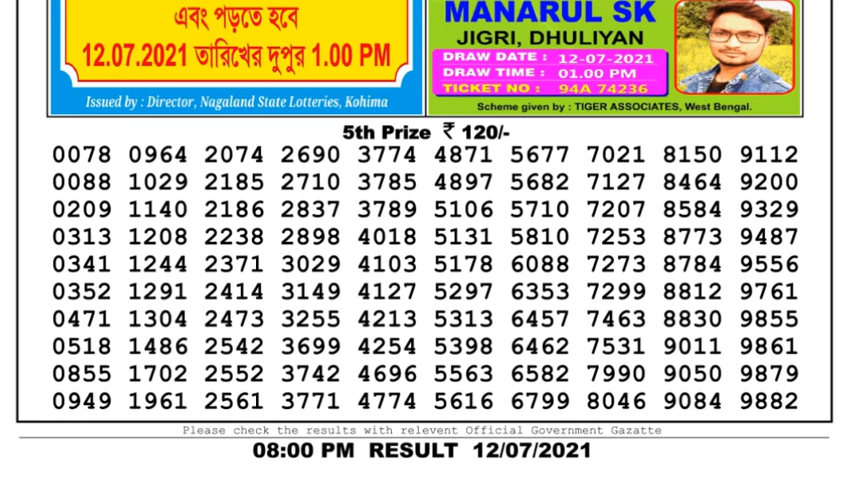 এবং পড়তে হবে
12.07.2021 তারিখের দুপুর 1.00 PM
Issued by : Director, Nagaland State Lotteries, Kohima
MANARUL SK
JIGRI, DHULIYAN
DRAW DATE : 12-07-2021
DRAW TIME : 01.00 PM
TICKET NO : 94A 74236
Scheme given by : TIGER ASSOCIATES, West Bengal.
5th Prize ₹ 120/-
0078 0964 2074 2690 3774 4871 5677 7021 8150 9112
0088 1029 2185 2710 3785 4897 5682 7127 8464 9200
0209 1140 2186 2837 3789 5106 5710 7207 8584 9329
0313 1208 2238 2898 4018 5131 5810 7253 8773 9487
0341 1244 2371 3029 4103 5178 6088 7273 8784 9556
0352 1291 2414 3149 4127 5297 6353 7299 8812 9761
0471 1304 2473 3255 4213 5313 6457 7463 8830 9855
0518 1486 2542 3699 4254 5398 6462 7531 9011 9861
0855 1702 2552 3742 4696 5563 6582 7990 9050 9879
0949 1961 2561 3771 4774 5616 6799 8046 9084 9882
Please check the results with relevent Official Government Gazatte
08:00 PM RESULT 12/07/2021